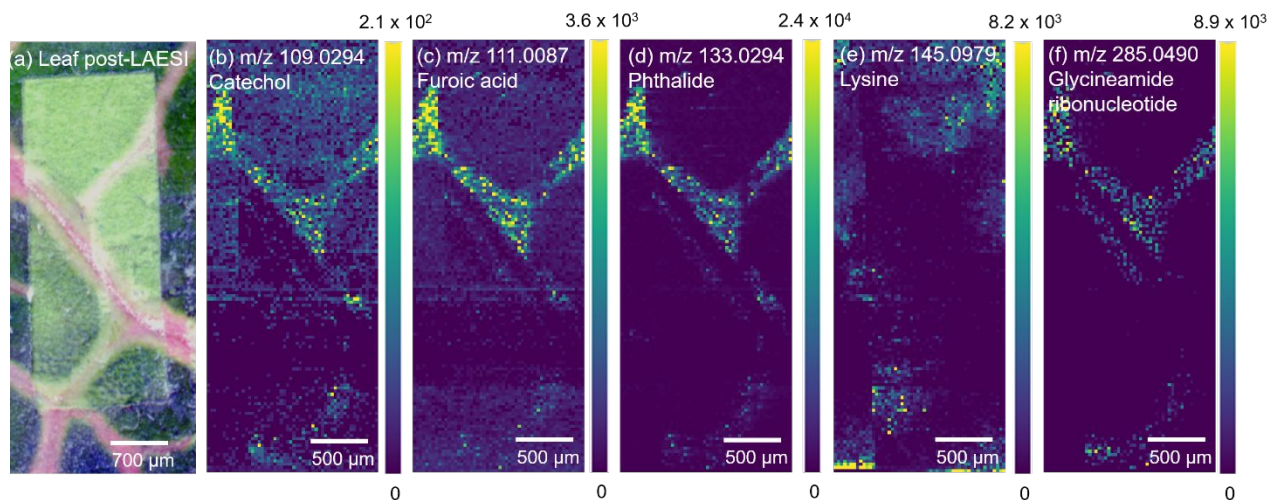 2.1 x 10²
3.6 x 10³
2.4 x 10⁴
8.2 x 10³
8.9 x 10³
(a) Leaf post-LAESI
(b) m/z 109.0294
Catechol
(c) m/z 111.0087
Furoic acid
(d) m/z 133.0294
Phthalide
(e) m/z 145.0979
Lysine
(f) m/z 285.0490
Glycineamide
ribonucleotide
700 µm
500 µm
500 µm
500 µm
500 µm
500 µm
0
0
0
0
0